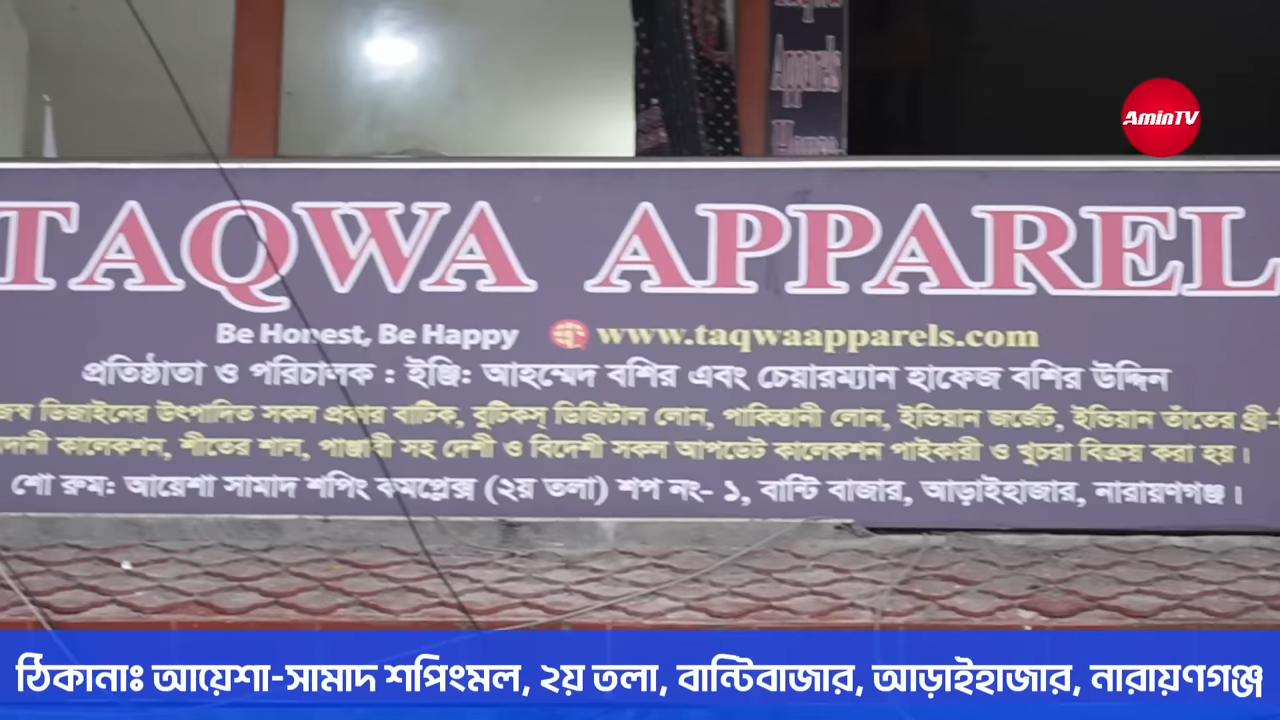 Apparels
AminTV
TAQWA APPAREL
Be Honest, Be Happy www.taqwaapparels.com
প্রতিষ্ঠাতা ও পরিচালক : ইঞ্জিঃ আহম্মেদ বশির এবং চেয়ারম্যান হাফেজ বশির উদ্দিন
ডিজাইনের উৎপাদিত সকল প্রকার বাটিক, বুটিকস্ ডিজিটাল লোন, পাকিস্তানী লোন, ইন্ডিয়ান জর্জেট, ইন্ডিয়ান তাঁতের থ্রী-
কালেকশন, শীতের শাল, পাঞ্জাবী সহ দেশী ও বিদেশী সকল আপডেট কালেকশন পাইকারী ও খুচরা বিক্রয় করা হয়।
শো রুম: আয়েশা সামাদ শপিং কমপ্লেক্স (২য় তলা) শপ নং- ১, বান্টি বাজার, আড়াইহাজার, নারায়ণগঞ্জ।
ঠিকানাঃ আয়েশা-সামাদ শপিংমল, ২য় তলা, বান্টিবাজার, আড়াইহাজার, নারায়ণগঞ্জ